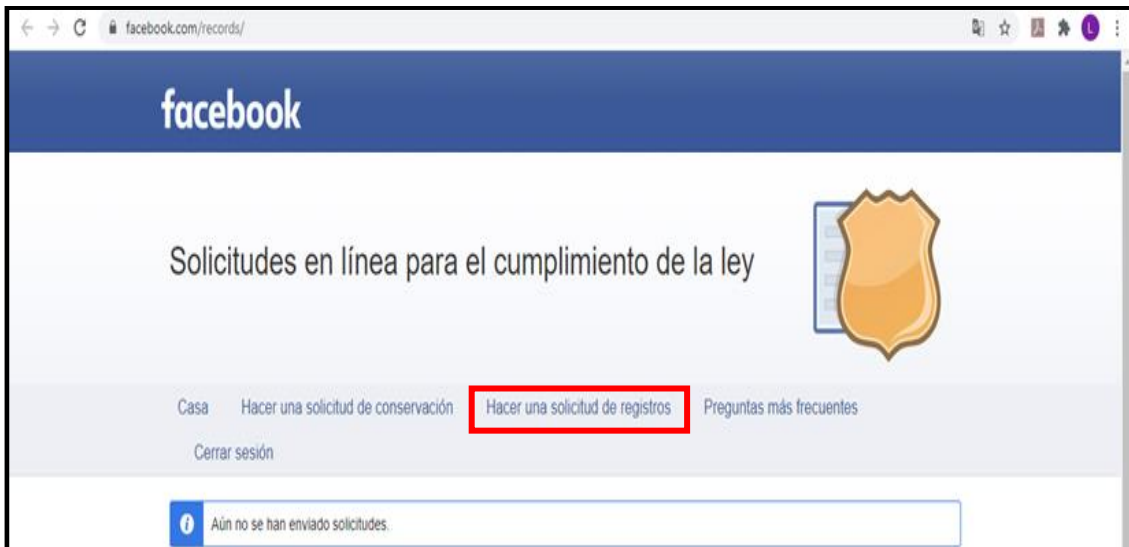 facebook.com/records/
L
facebook
Solicitudes en línea para el cumplimiento de la ley
Casa Hacer una solicitud de conservación Hacer una solicitud de registros Preguntas más frecuentes
Cerrar sesión
Aún no se han enviado solicitudes.